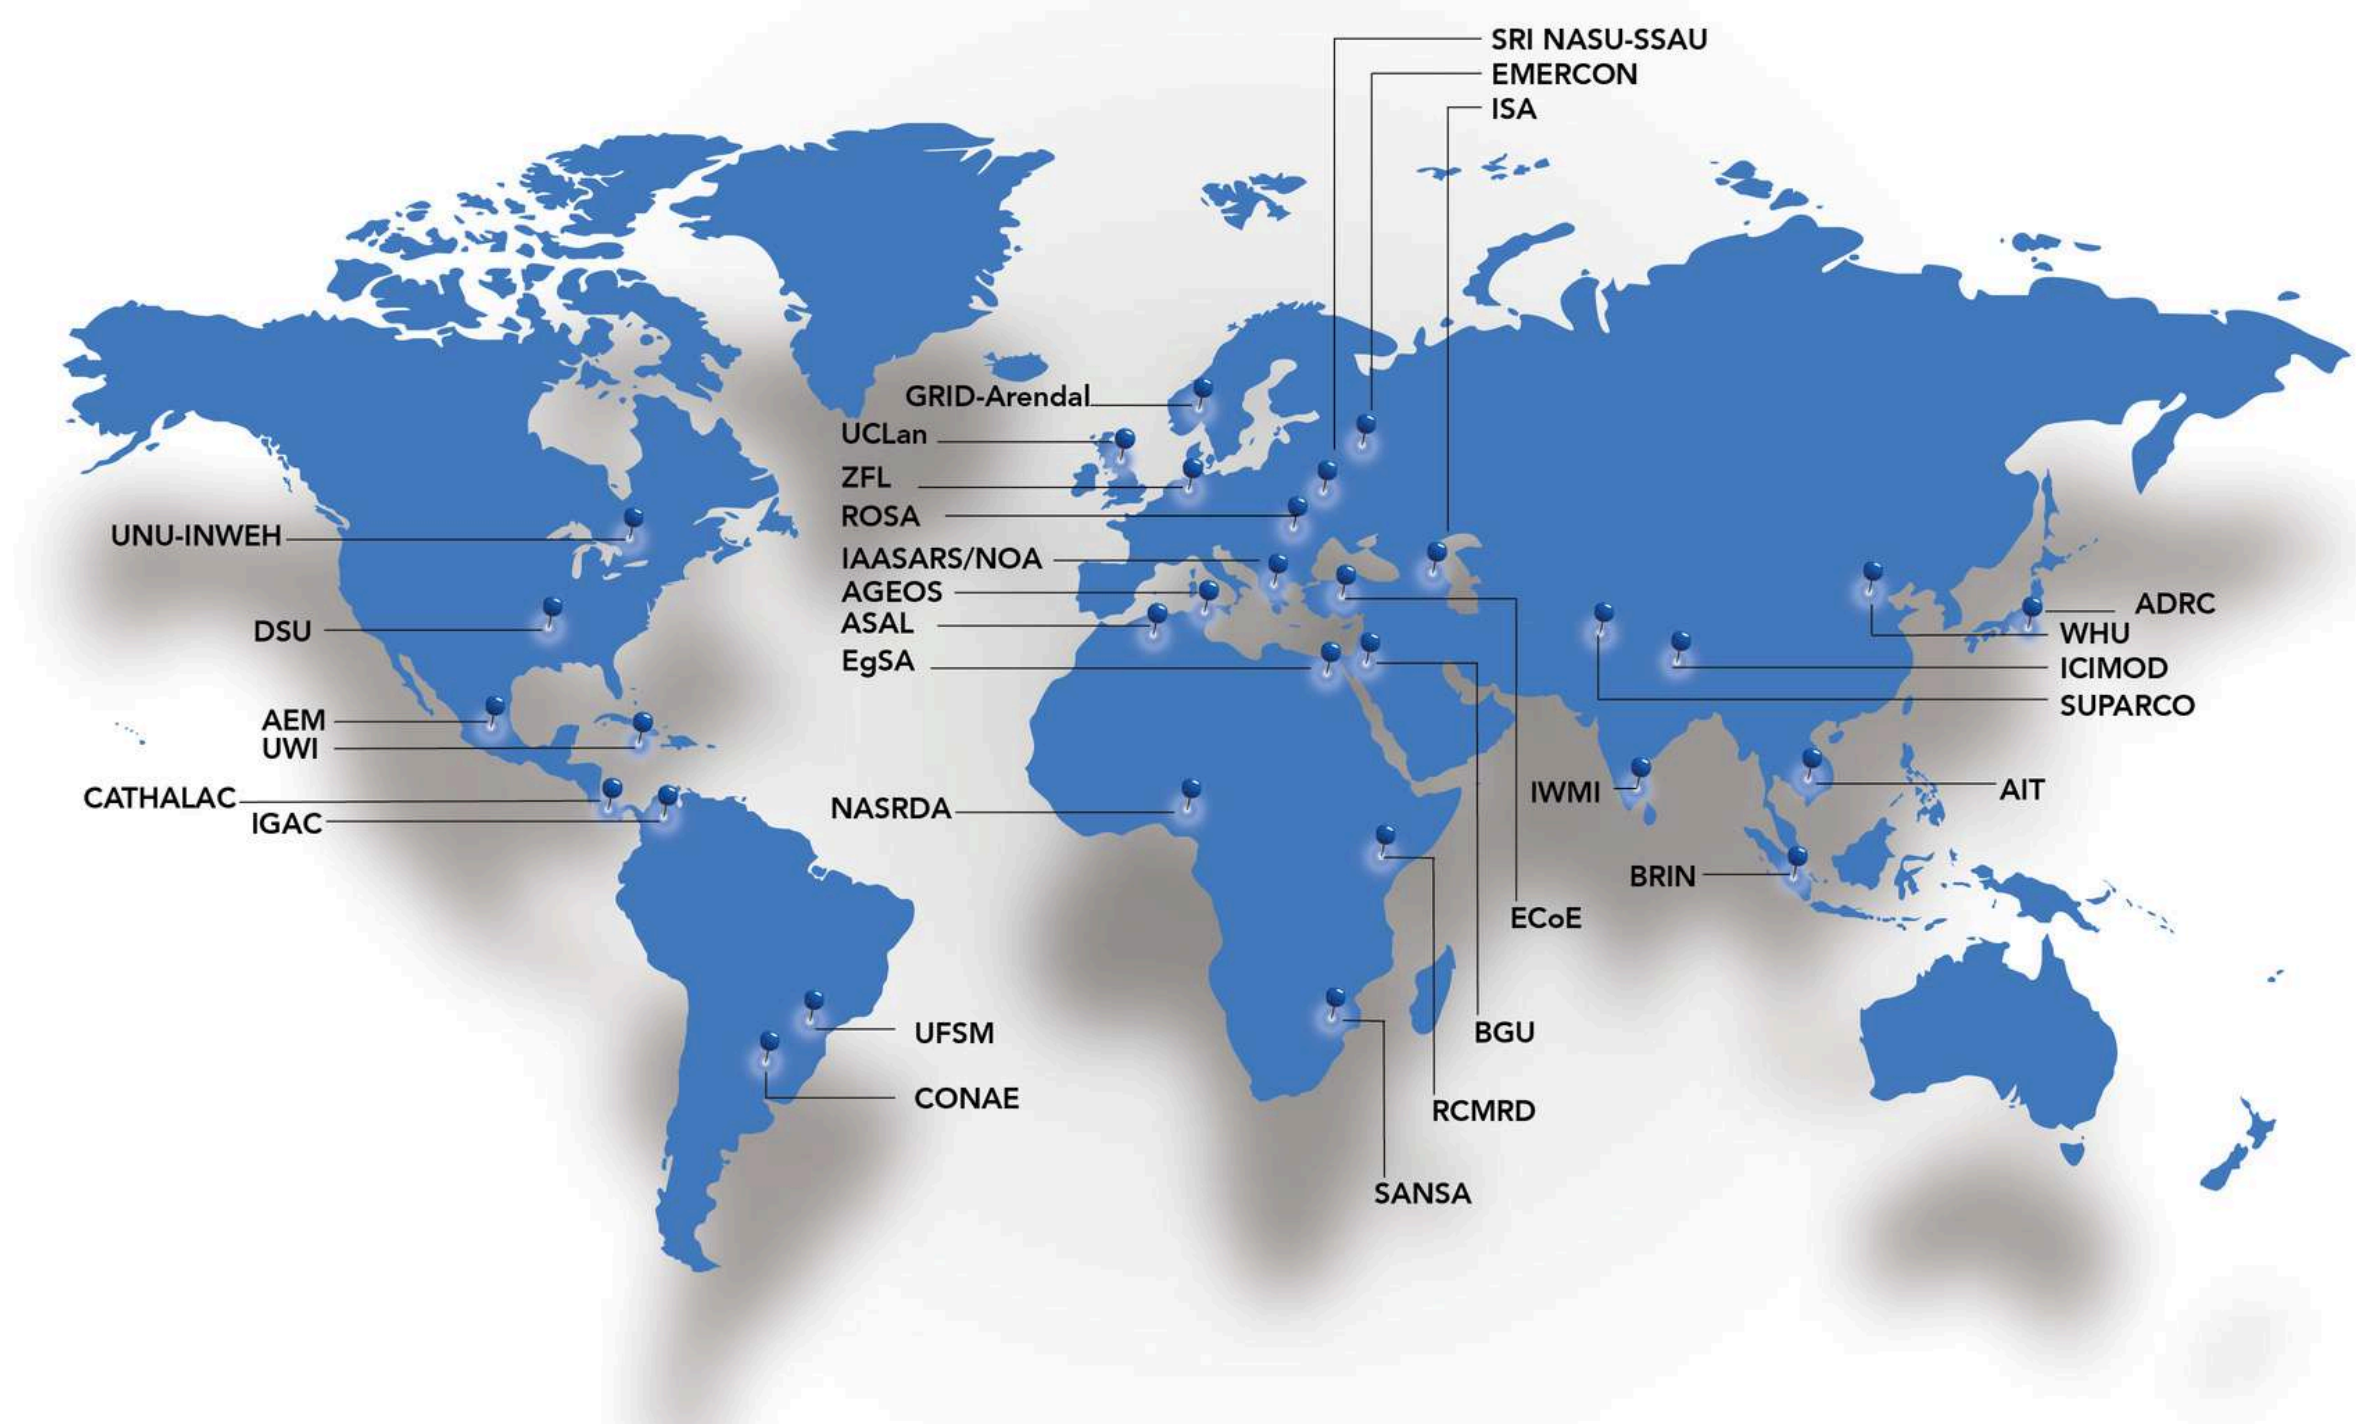 SRI NASU-SSAU
EMERCON
ISA
GRID-Arendal
UCLan
ZFL
ROSA
UNU-INWEH
IAASARS/NOA
AGEOS
ASAL
EgSA
DSU
ADRC
WHU
ICIMOD
SUPARCO
AEM
UWI
CATHALAC
IGAC
NASRDA
IWMI
AIT
BRIN
ECoE
UFSM
BGU
CONAE
RCMRD
SANSA